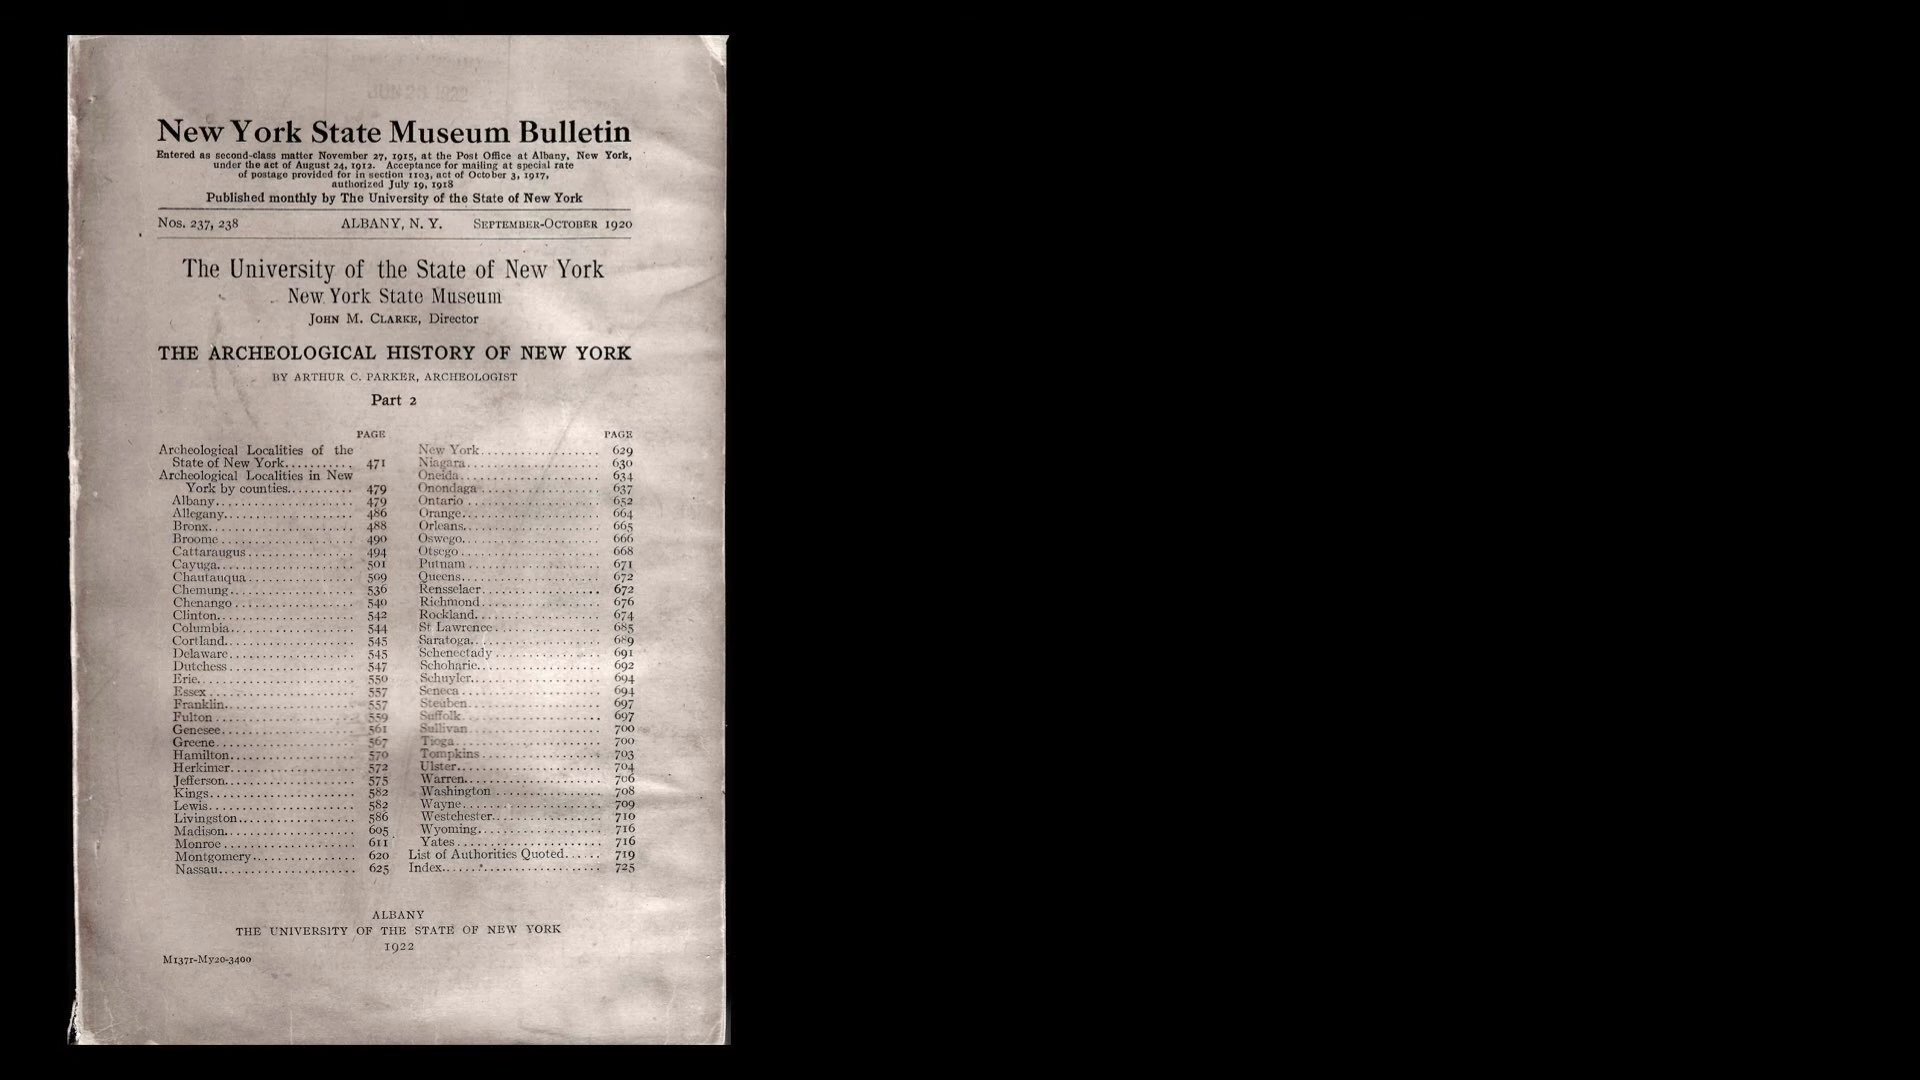 JUN 23 1922
New York State Museum Bulletin
Entered as second-class matter November 27, 1915, at the Post Office at Albany, New York,
under the act of August 24, 1912. Acceptance for mailing at special rate
of postage provided for in section 1103, act of October 3, 1917,
authorized July 19, 1918
Published monthly by The University of the State of New York
Nos. 237, 238 ALBANY, N. Y. SEPTEMBER-OCTOBER 1920
The University of the State of New York
New York State Museum
JOHN M. CLARKE, Director
THE ARCHEOLOGICAL HISTORY OF NEW YORK
BY ARTHUR C. PARKER, ARCHEOLOGIST
Part 2
PAGE
Archeological Localities of the
State of New York........... 471
Archeological Localities in New
York by counties........... 479
Albany..................... 479
Allegany.................... 486
Bronx...................... 488
Broome..................... 490
Cattaraugus................ 494
Cayuga..................... 501
Chautauqua................. 509
Chemung................... 536
Chenango.................. 540
Clinton..................... 542
Columbia................... 544
Cortland.................... 545
Delaware................... 545
Dutchess................... 547
Erie........................ 550
Essex...................... 557
Franklin.................... 557
Fulton..................... 559
Genesee.................... 561
Greene..................... 567
Hamilton................... 570
Herkimer................... 572
Jefferson.................... 575
Kings...................... 582
Lewis...................... 582
Livingston.................. 586
Madison.................... 605
Monroe.................... 611
Montgomery................ 620
Nassau..................... 625
PAGE
New York.................. 629
Niagara.................... 630
Oneida..................... 634
Onondaga.................. 637
Ontario.................... 652
Orange..................... 664
Orleans..................... 665
Oswego..................... 666
Otsego..................... 668
Putnam.................... 671
Queens..................... 672
Rensselaer.................. 672
Richmond.................. 676
Rockland................... 674
St Lawrence................ 685
Saratoga.................... 689
Schenectady................ 691
Schoharie................... 692
Schuyler.................... 694
Seneca..................... 694
Steuben.................... 697
Suffolk..................... 697
Sullivan.................... 700
Tioga...................... 700
Tompkins.................. 703
Ulster...................... 704
Warren..................... 706
Washington................ 708
Wayne..................... 709
Westchester................. 710
Wyoming................... 716
Yates...................... 716
List of Authorities Quoted...... 719
Index........................ 725
ALBANY
THE UNIVERSITY OF THE STATE OF NEW YORK
1922
M137r-My20-3400